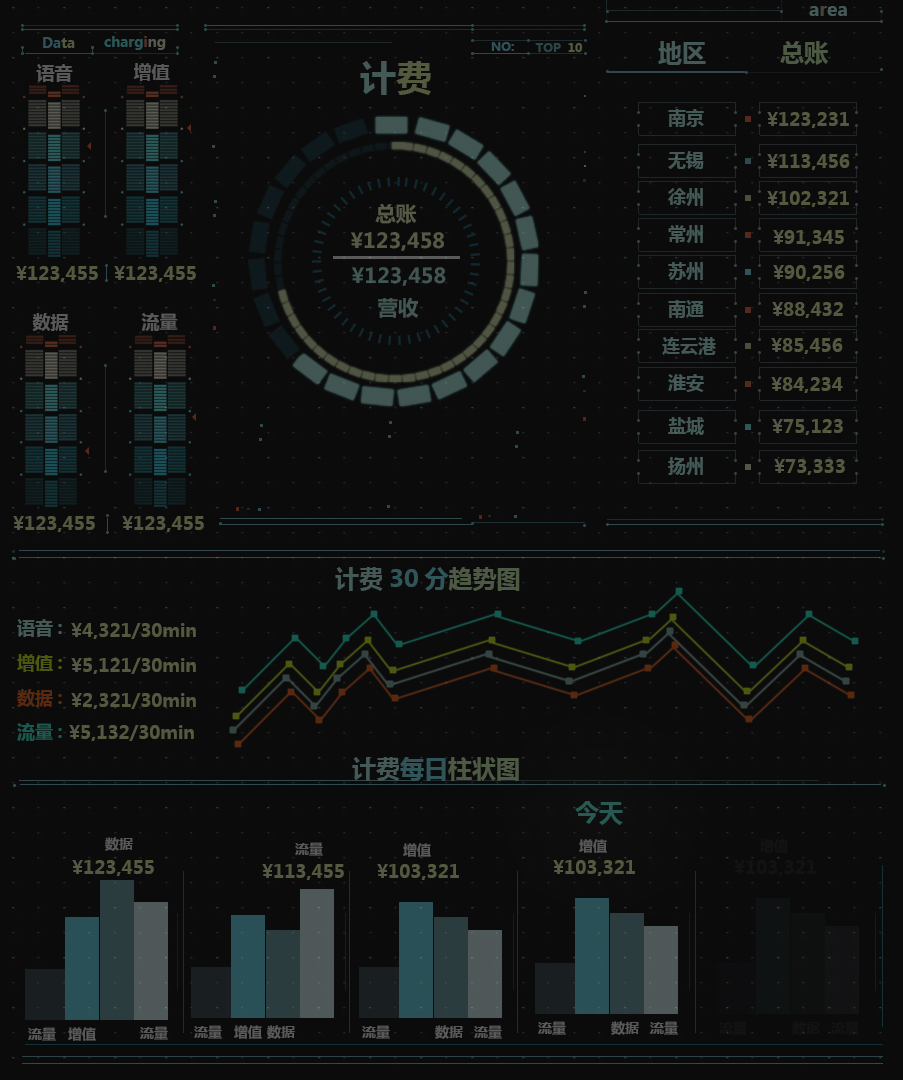 Data charging
语音 增值
¥123,455 ¥123,455
数据 流量
¥123,455 ¥123,455
NO: TOP 10
计费
总账
¥123,458
¥123,458
营收
area
地区 总账
南京 ¥123,231
无锡 ¥113,456
徐州 ¥102,321
常州 ¥91,345
苏州 ¥90,256
南通 ¥88,432
连云港 ¥85,456
淮安 ¥84,234
盐城 ¥75,123
扬州 ¥73,333
计费 30 分趋势图
语音: ¥4,321/30min
增值: ¥5,121/30min
数据: ¥2,321/30min
流量: ¥5,132/30min
计费每日柱状图
今天
数据 流量 增值 增值 增值
¥123,455 ¥113,455 ¥103,321 ¥103,321 ¥103,321
流量 增值 流量 流量 增值 数据 流量 数据 流量 流量 数据 流量 流量 数据 流量